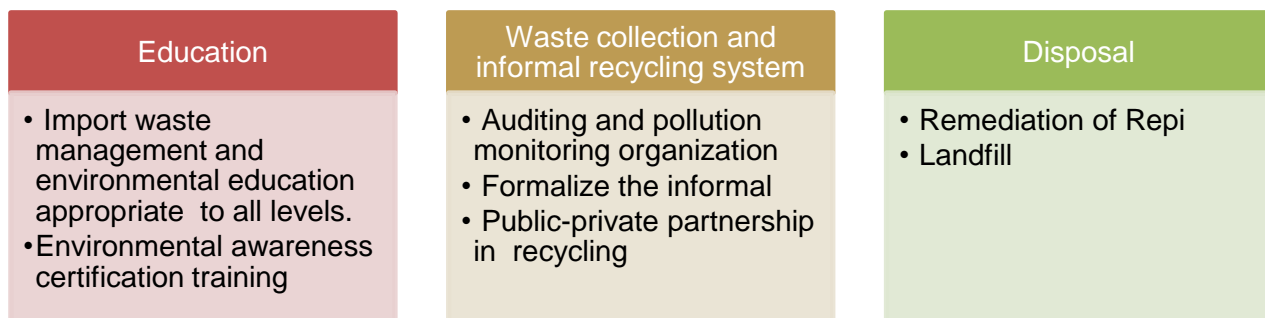 Education
• Import waste
management and
environmental education
appropriate to all levels.
•Environmental awareness
certification training
Waste collection and
informal recycling system
• Auditing and pollution
monitoring organization
• Formalize the informal
• Public-private partnership
in recycling
Disposal
• Remediation of Repi
• Landfill